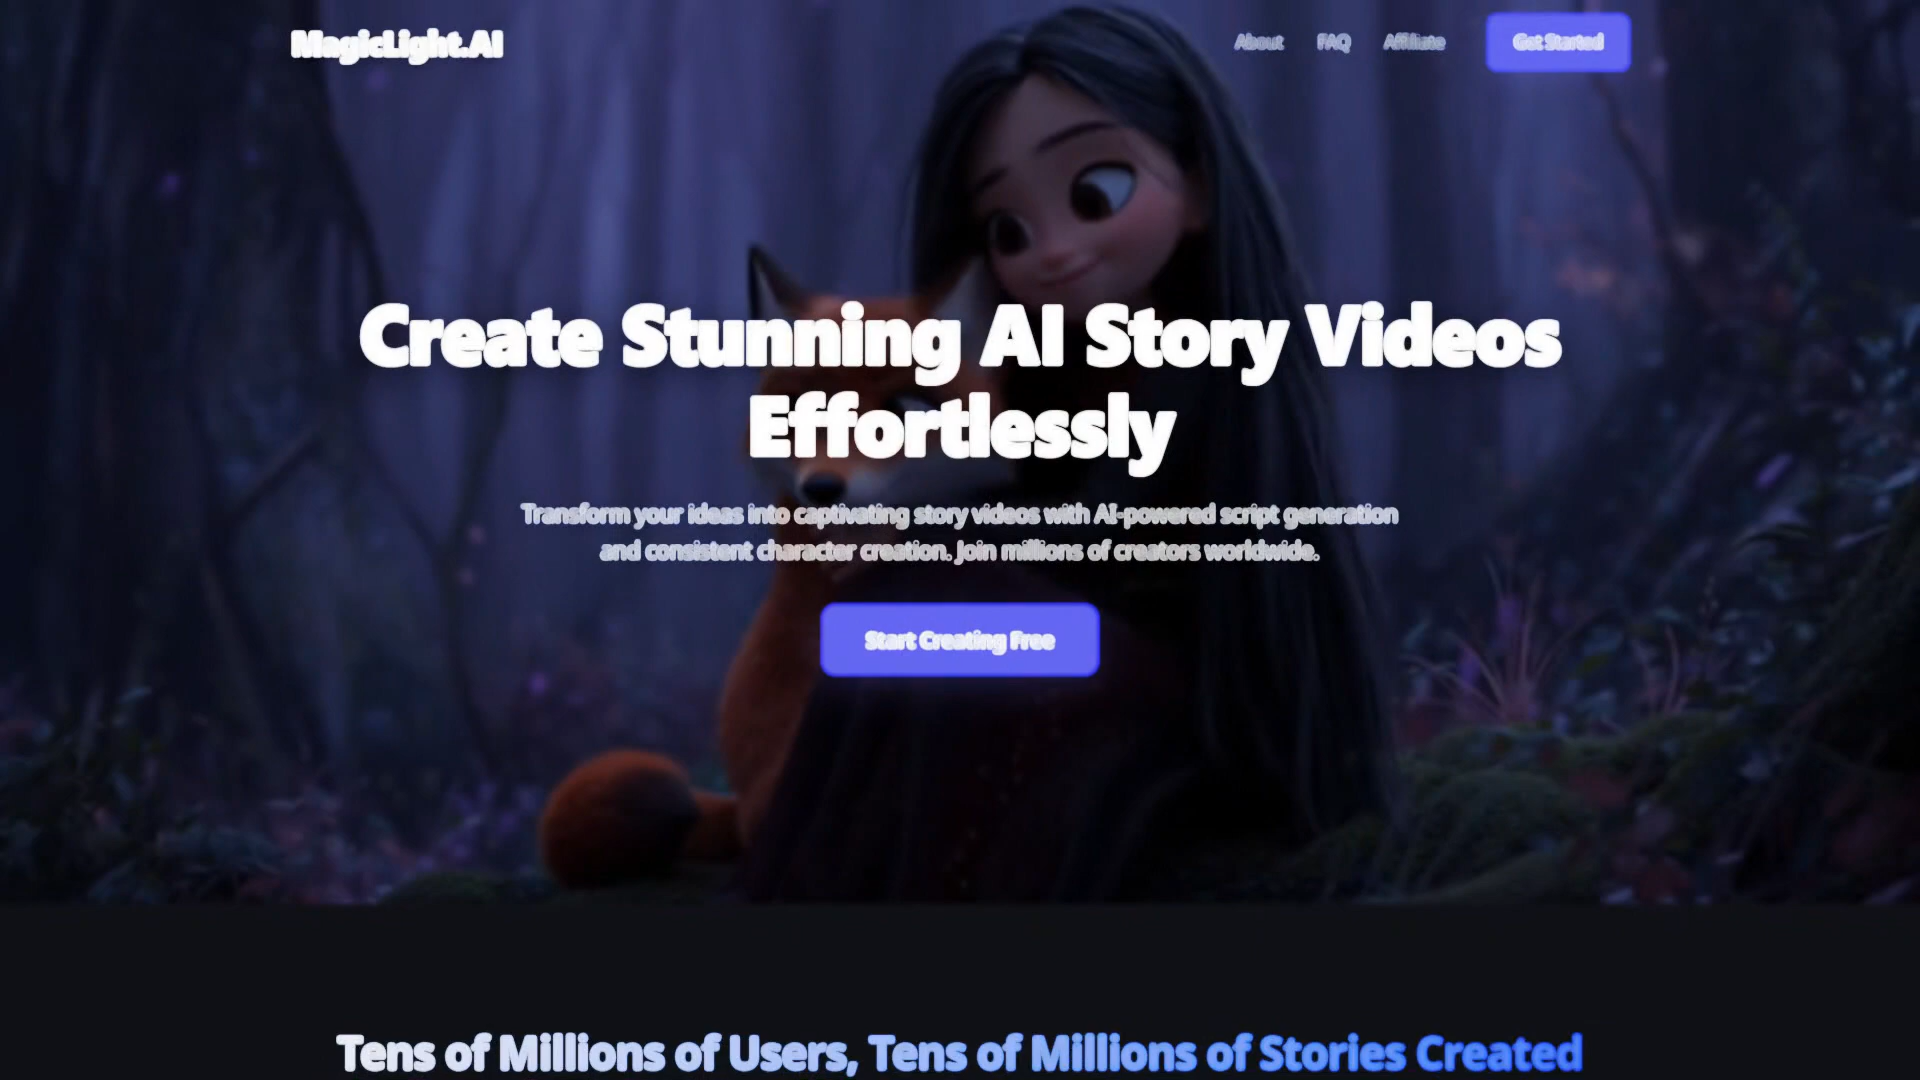 MagicLight.AI
About FAQ Affiliate Get Started
Create Stunning AI Story Videos
Effortlessly
Transform your ideas into captivating story videos with AI-powered script generation
and consistent character creation. Join millions of creators worldwide.
Start Creating Free
Tens of Millions of Users, Tens of Millions of Stories Created